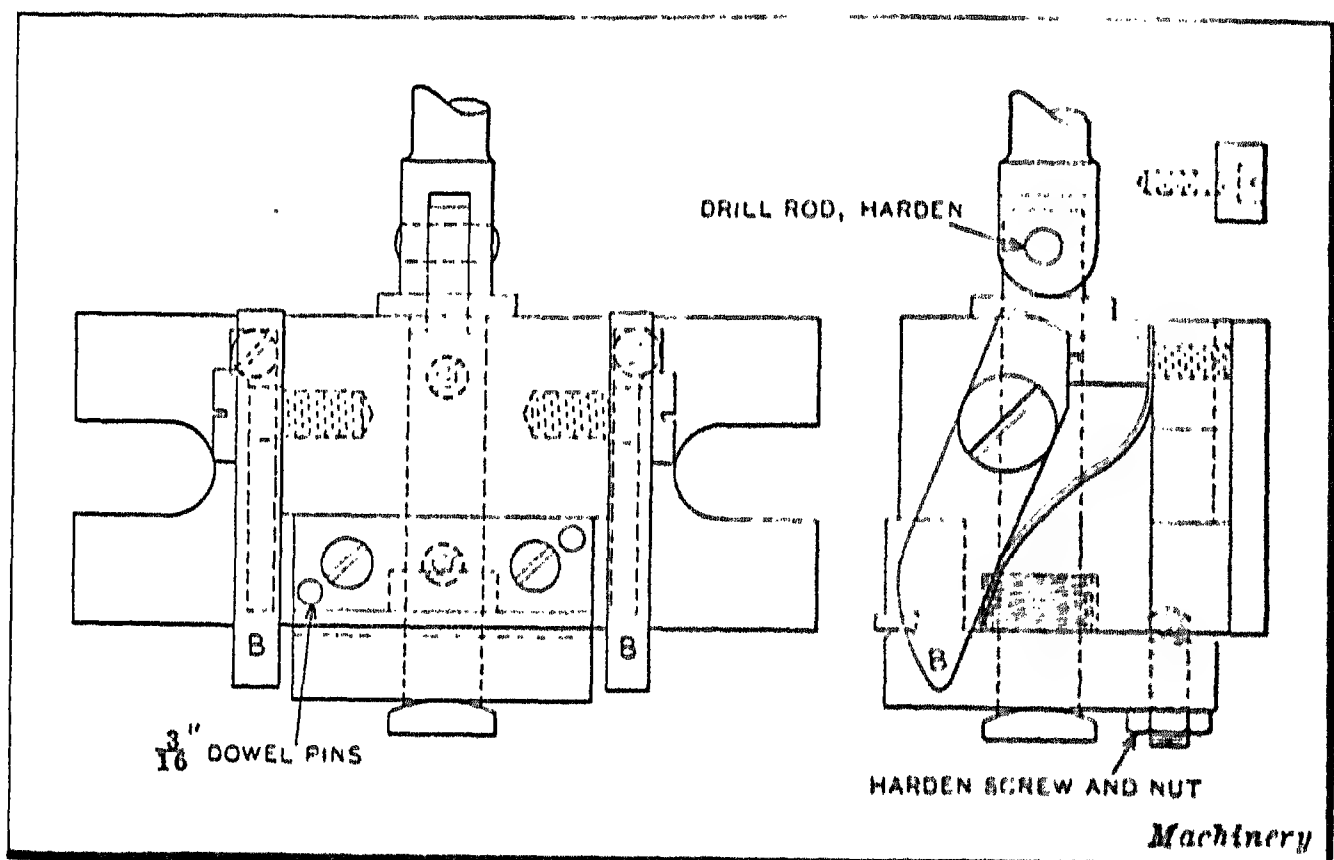 DRILL ROD, HARDEN
B
B
B
3/16" DOWEL PINS
HARDEN SCREW AND NUT
Machinery